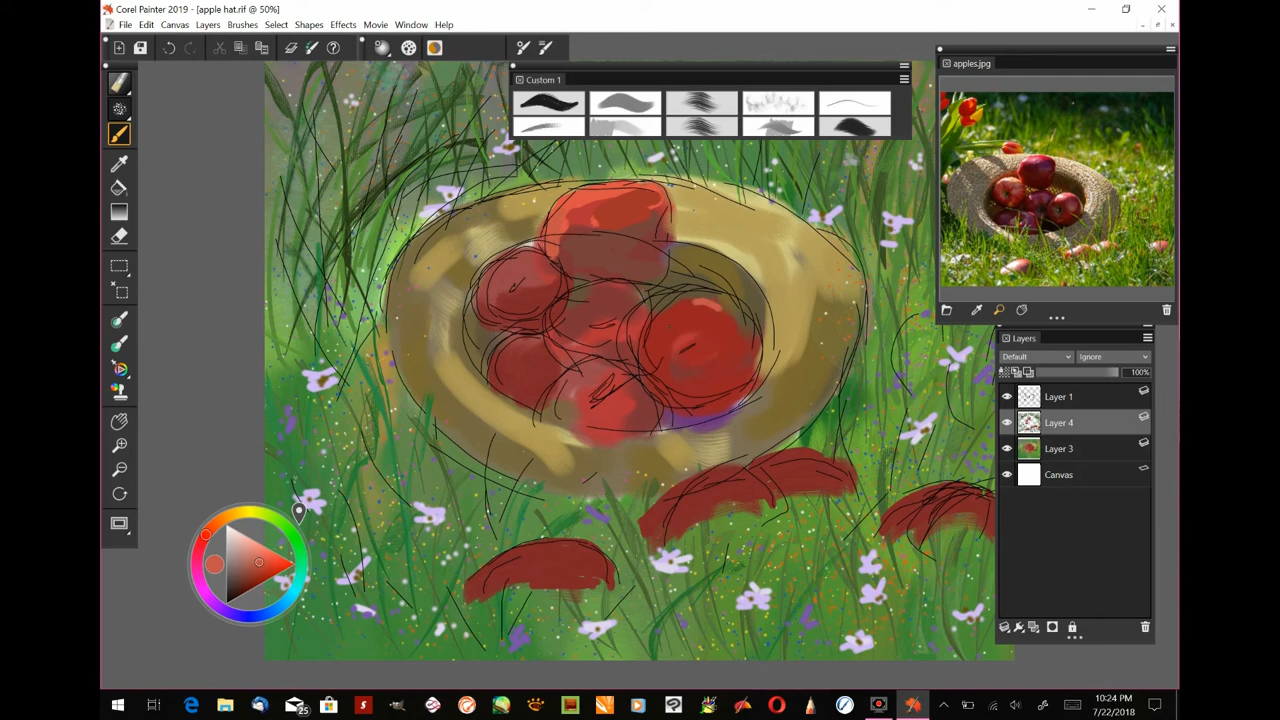 Corel Painter 2019 - [apple hat.rif @ 50%]
File Edit Canvas Layers Brushes Select Shapes Effects Movie Window Help
apples.jpg
Custom 1
Layers
Default Ignore
100%
Layer 1
Layer 4
Layer 3
Canvas
25
10:24 PM
7/22/2018